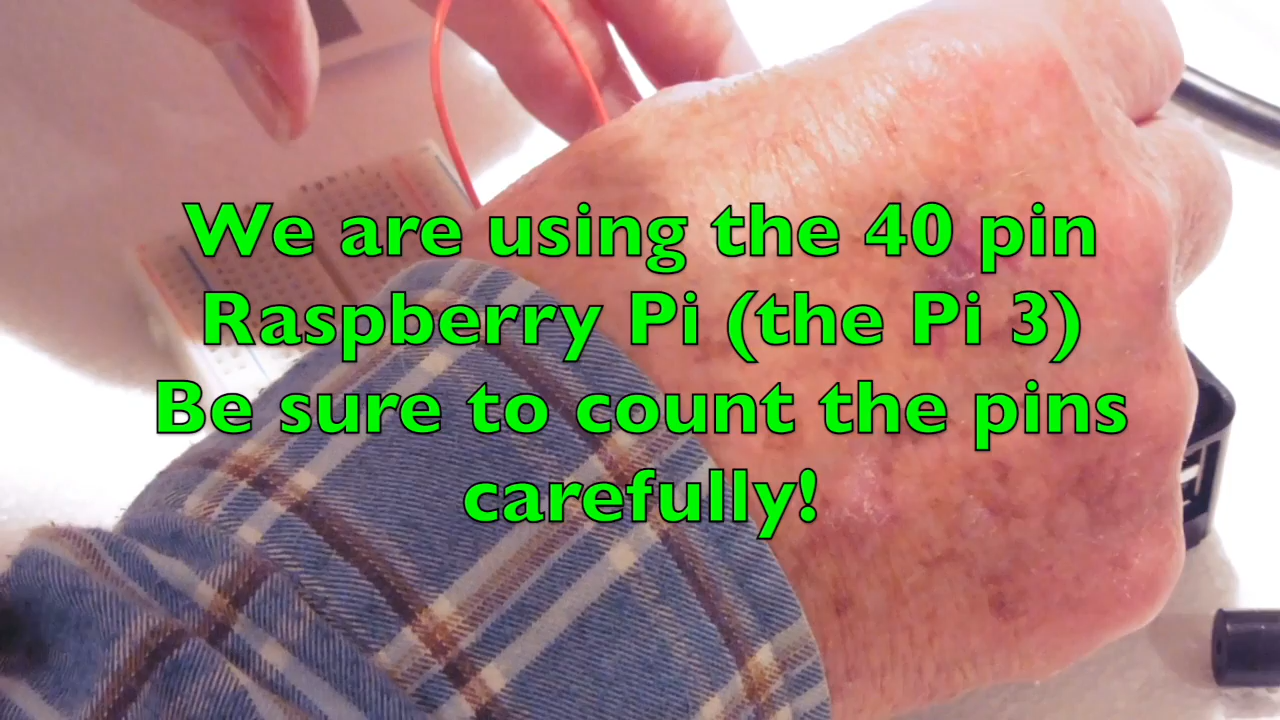 We are using the 40 pin
Raspberry Pi (the Pi 3)
Be sure to count the pins
carefully!